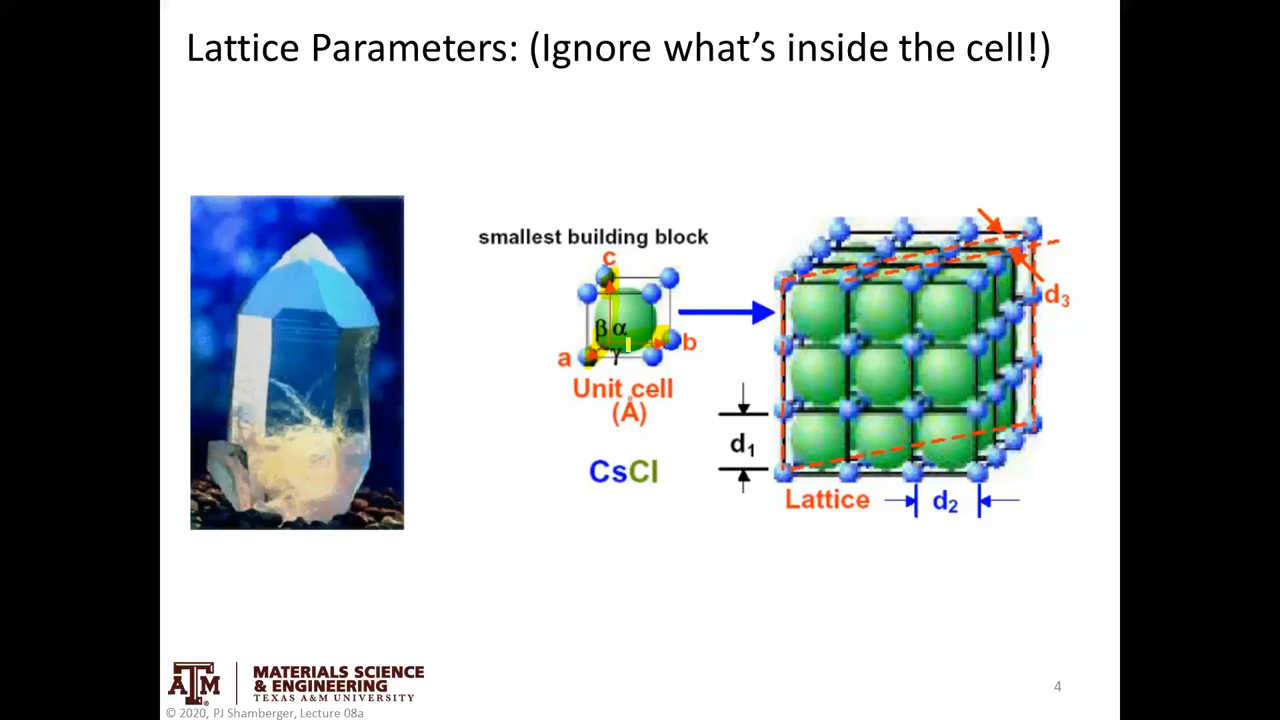 Lattice Parameters: (Ignore what's inside the cell!)
smallest building block
c
β α
b
a
γ
Unit cell
(Å)
CsCl
d₃
d₁
Lattice
d₂
ATM
MATERIALS SCIENCE
& ENGINEERING
TEXAS A&M UNIVERSITY
© 2020, PJ Shamberger, Lecture 08a
4